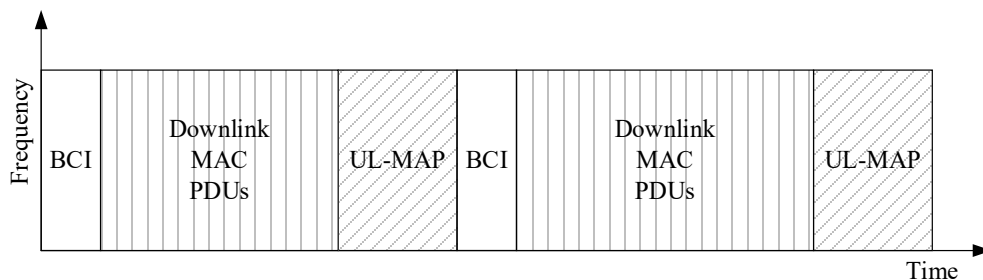 Frequency
BCI
Downlink
MAC
PDUs
UL-MAP
BCI
Downlink
MAC
PDUs
UL-MAP
Time